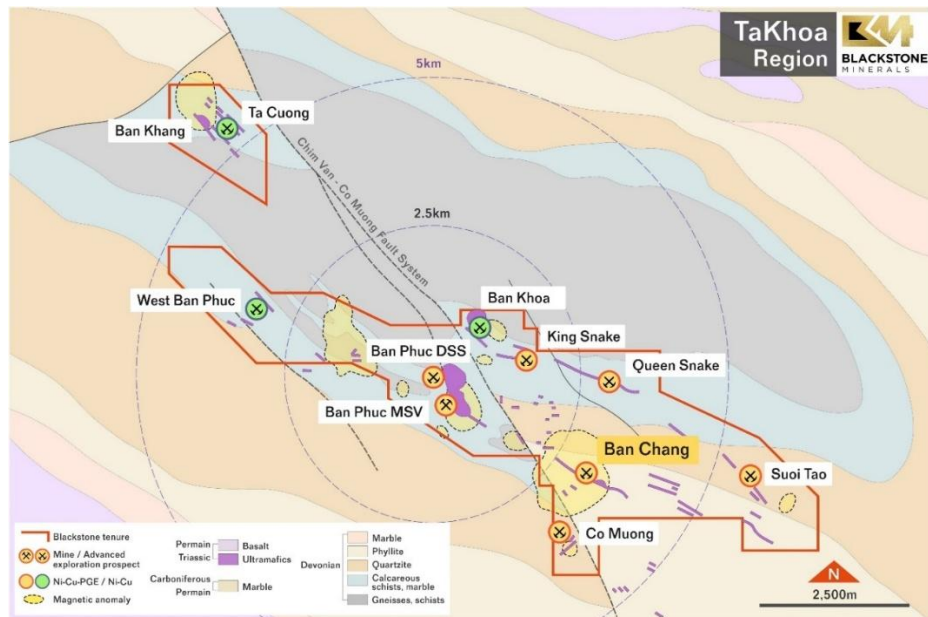 TaKhoa
Region
BLACKSTONE
MINERALS
5km
Ta Cuong
Ban Khang
Chim Van - Co Muong Fault System
2.5km
West Ban Phuc
Ban Khoa
King Snake
Ban Phuc DSS
Queen Snake
Ban Phuc MSV
Ban Chang
Suoi Tao
Co Muong
Blackstone tenure
Mine / Advanced
exploration prospect
Ni-Cu-PGE / Ni-Cu
Magnetic anomaly
Permain
Triassic
Basalt
Ultramafics
Carboniferous
Permain
Marble
Devonian
Marble
Phyllite
Quartzite
Calcareous
schists, marble
Gneisses, schists
N
2,500m